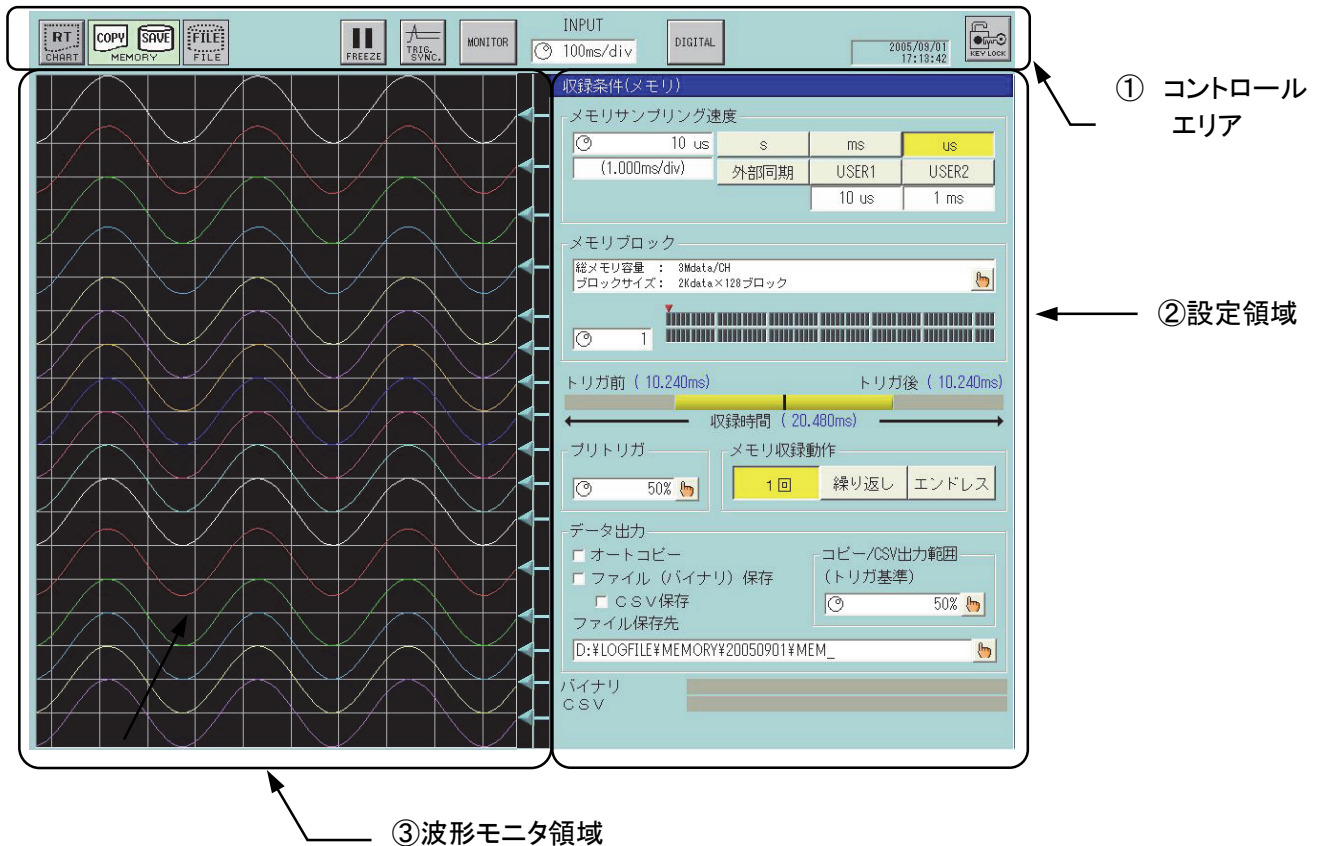 RT
CHART
COPY SAVE
MEMORY
FILE
FILE
FREEZE
TRIG.
SYNC.
MONITOR
INPUT
100ms/div
DIGITAL
2005/09/01
17:13:42
KEY LOCK
① コントロール
エリア
収録条件(メモリ)
メモリサンプリング速度
10 us s ms us
(1.000ms/div) 外部同期 USER1 USER2
10 us 1 ms
メモリブロック
総メモリ容量 : 3Mdata/CH
ブロックサイズ: 2Kdata×128ブロック
1
②設定領域
トリガ前 ( 10.240ms) トリガ後 ( 10.240ms)
収録時間 ( 20.480ms)
プリトリガ メモリ収録動作
50% 1回 繰り返し エンドレス
データ出力
オートコピー コピー/CSV出力範囲
ファイル (バイナリ) 保存 (トリガ基準)
CSV保存 50%
ファイル保存先
D:¥LOGFILE¥MEMORY¥20050901¥MEM_
バイナリ
CSV
③波形モニタ領域